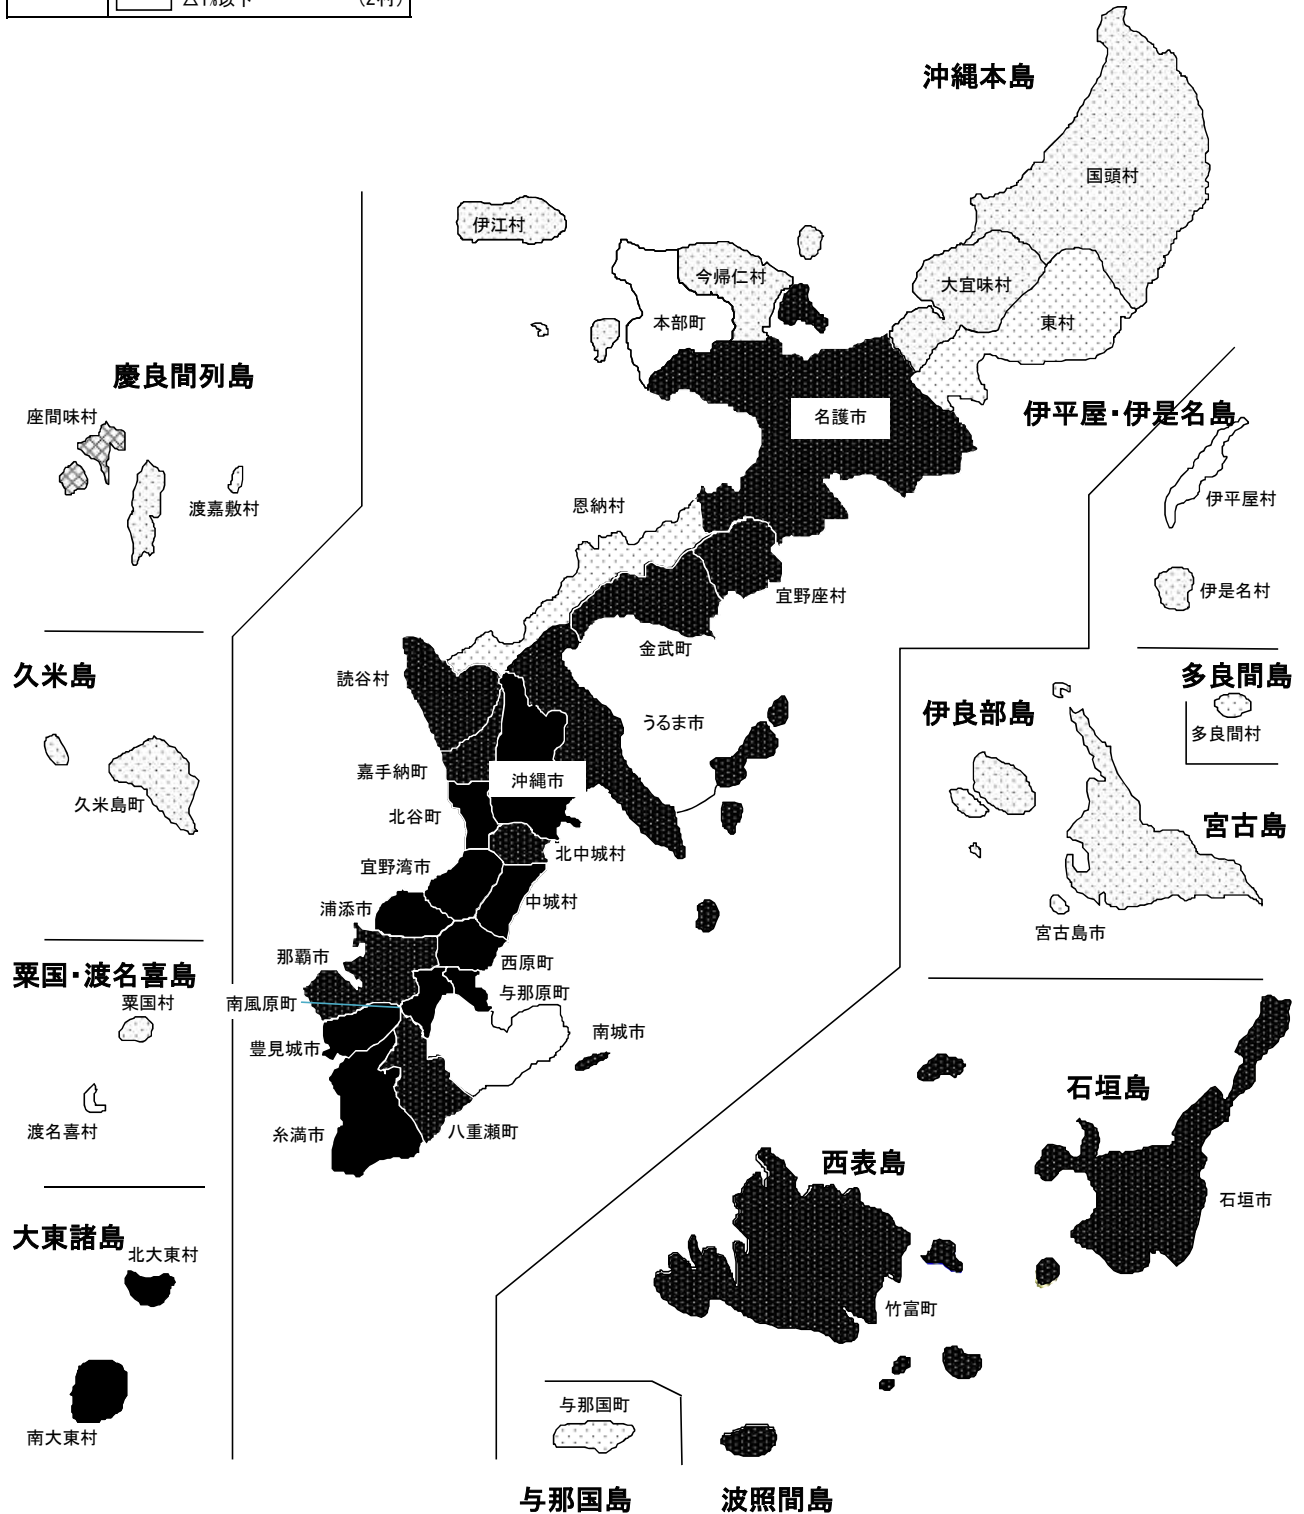 △1%以下 (2村)
沖縄本島
国頭村
伊江村
今帰仁村
大宜味村
本部町
東村
慶良間列島
座間味村
名護市
伊平屋・伊是名島
伊平屋村
渡嘉敷村
恩納村
宜野座村
伊是名村
金武町
久米島
読谷村
多良間島
伊良部島
うるま市
多良間村
嘉手納町
沖縄市
久米島町
北谷町
宮古島
北中城村
宜野湾市
中城村
浦添市
宮古島市
那覇市
西原町
粟国・渡名喜島
粟国村
南風原町
与那原町
南城市
豊見城市
石垣島
渡名喜村
糸満市
八重瀬町
西表島
石垣市
大東諸島
北大東村
竹富町
与那国町
南大東村
与那国島
波照間島